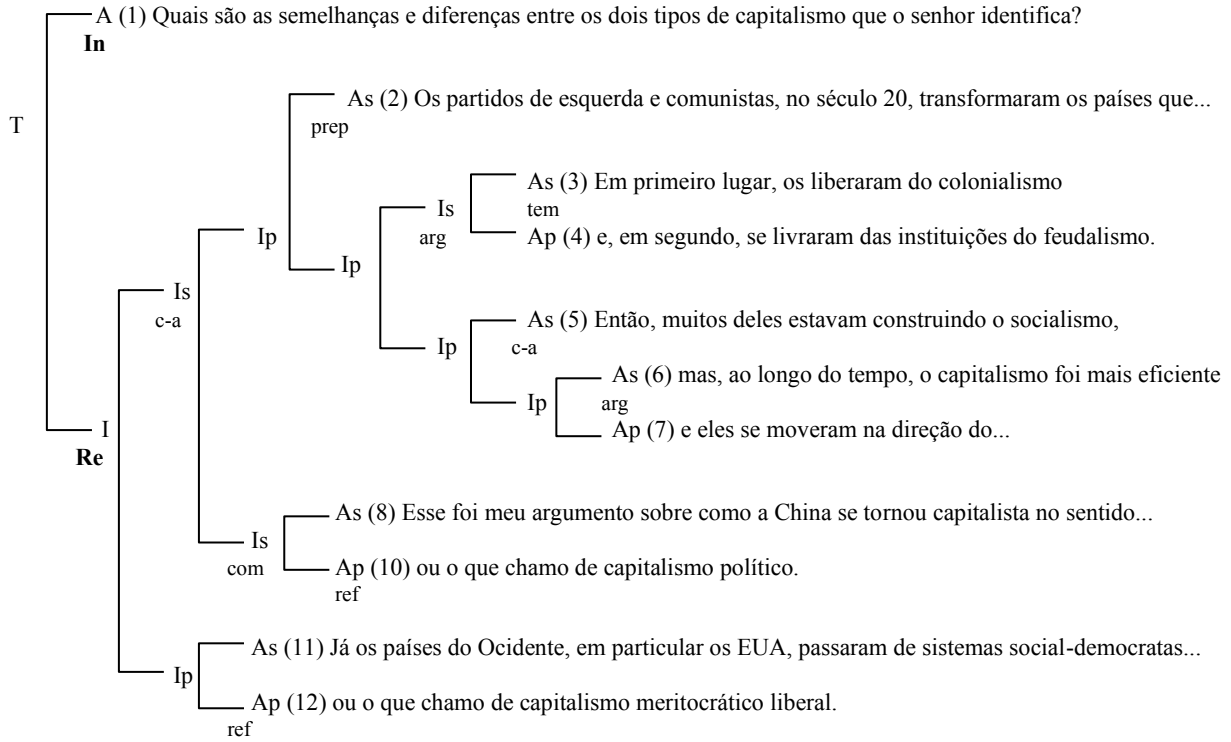 A (1) Quais são as semelhanças e diferenças entre os dois tipos de capitalismo que o senhor identifica?
In
As (2) Os partidos de esquerda e comunistas, no século 20, transformaram os países que...
prep
T
As (3) Em primeiro lugar, os liberaram do colonialismo
tem
Is
arg
Ap (4) e, em segundo, se livraram das instituições do feudalismo.
Ip
Ip
Is
c-a
As (5) Então, muitos deles estavam construindo o socialismo,
c-a
Ip
As (6) mas, ao longo do tempo, o capitalismo foi mais eficiente
arg
Ip
Ap (7) e eles se moveram na direção do...
I
Re
As (8) Esse foi meu argumento sobre como a China se tornou capitalista no sentido...
Is
com
Ap (10) ou o que chamo de capitalismo político.
ref
As (11) Já os países do Ocidente, em particular os EUA, passaram de sistemas social-democratas...
Ip
Ap (12) ou o que chamo de capitalismo meritocrático liberal.
ref